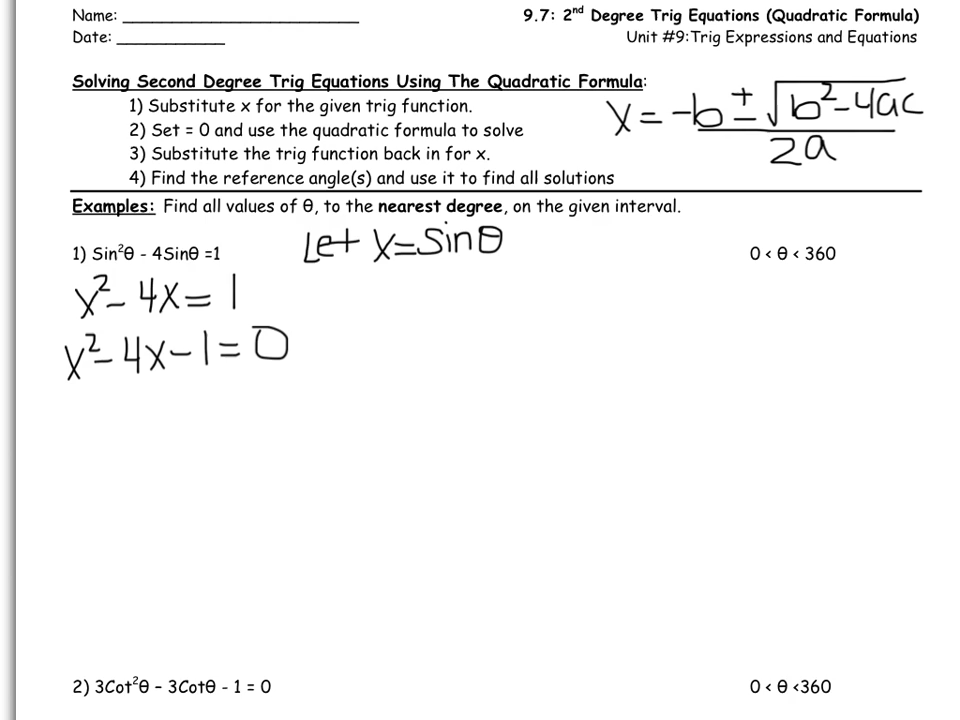 Name: ____________________________
9.7: 2nd Degree Trig Equations (Quadratic Formula)
Date: _____________
Unit #9:Trig Expressions and Equations
Solving Second Degree Trig Equations Using The Quadratic Formula:
1) Substitute x for the given trig function.
2) Set = 0 and use the quadratic formula to solve
3) Substitute the trig function back in for x.
4) Find the reference angle(s) and use it to find all solutions
x = -b ± √b²-4ac
2a
Examples: Find all values of θ, to the nearest degree, on the given interval.
1) Sin²θ - 4Sinθ =1
Let x=sinθ
0 < θ < 360
x²- 4x = 1
x²- 4x-1=0
2) 3Cot²θ - 3Cotθ - 1 = 0
0 < θ <360